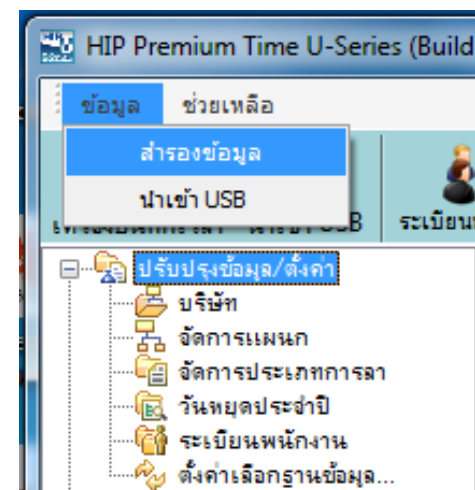 HIP Premium Time U-Series (Build
ข้อมูล ช่วยเหลือ
สำรองข้อมูล
นำเข้า USB
ระเบียน
ปรับปรุงข้อมูล/ตั้งค่า
บริษัท
จัดการแผนก
จัดการประเภทการลา
วันหยุดประจำปี
ระเบียนพนักงาน
ตั้งค่าเลือกฐานข้อมูล...